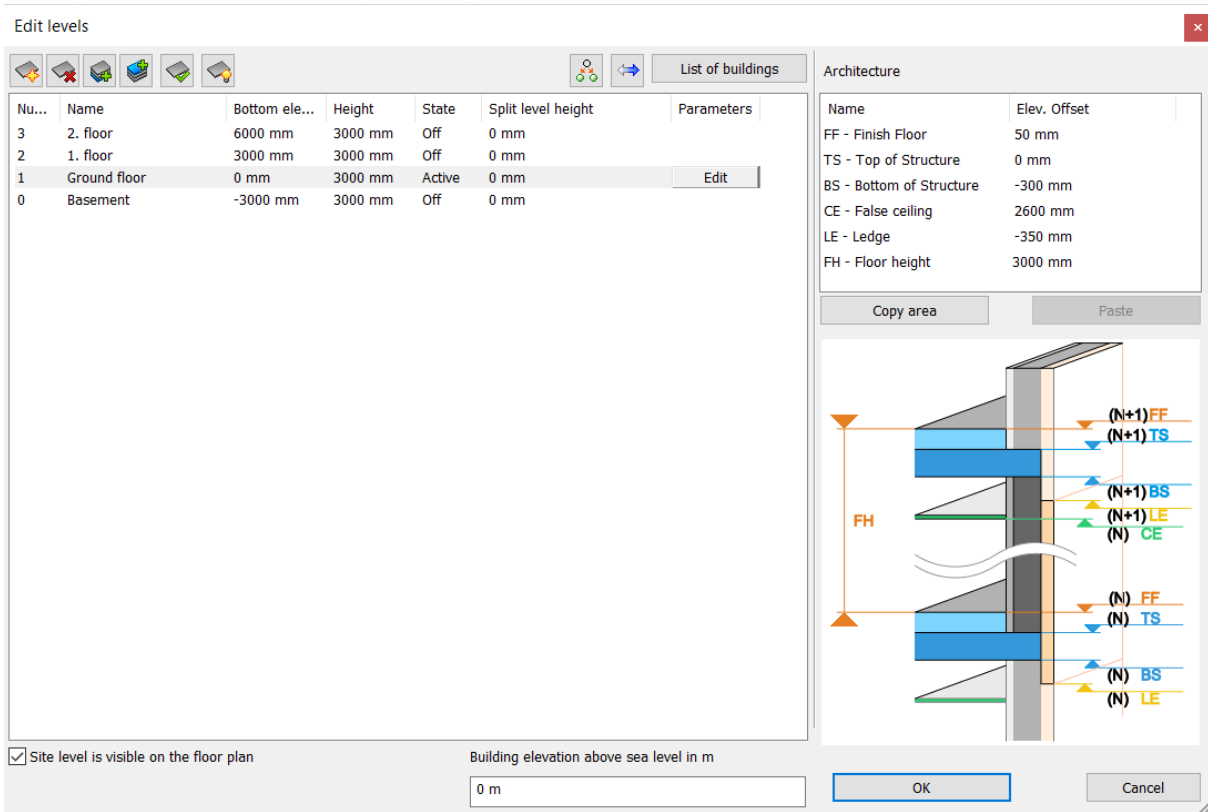 Edit levels
List of buildings
Nu... Name Bottom ele... Height State Split level height Parameters
3 2. floor 6000 mm 3000 mm Off 0 mm
2 1. floor 3000 mm 3000 mm Off 0 mm
1 Ground floor 0 mm 3000 mm Active 0 mm Edit
0 Basement -3000 mm 3000 mm Off 0 mm
Site level is visible on the floor plan
Building elevation above sea level in m
0 m
Architecture
Name Elev. Offset
FF - Finish Floor 50 mm
TS - Top of Structure 0 mm
BS - Bottom of Structure -300 mm
CE - False ceiling 2600 mm
LE - Ledge -350 mm
FH - Floor height 3000 mm
Copy area Paste
(N+1) FF
(N+1) TS
(N+1) BS
(N+1) LE
FH
(N) CE
(N) FF
(N) TS
(N) BS
(N) LE
OK Cancel